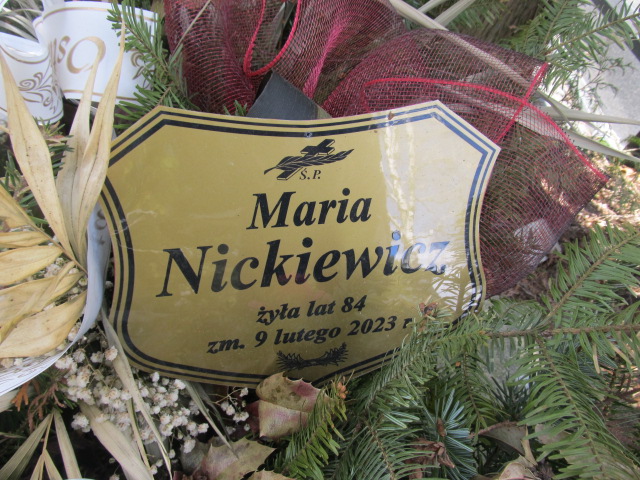 Ś.P.
Maria
Nickiewicz
żyła lat 84
zm. 9 lutego 2023 r